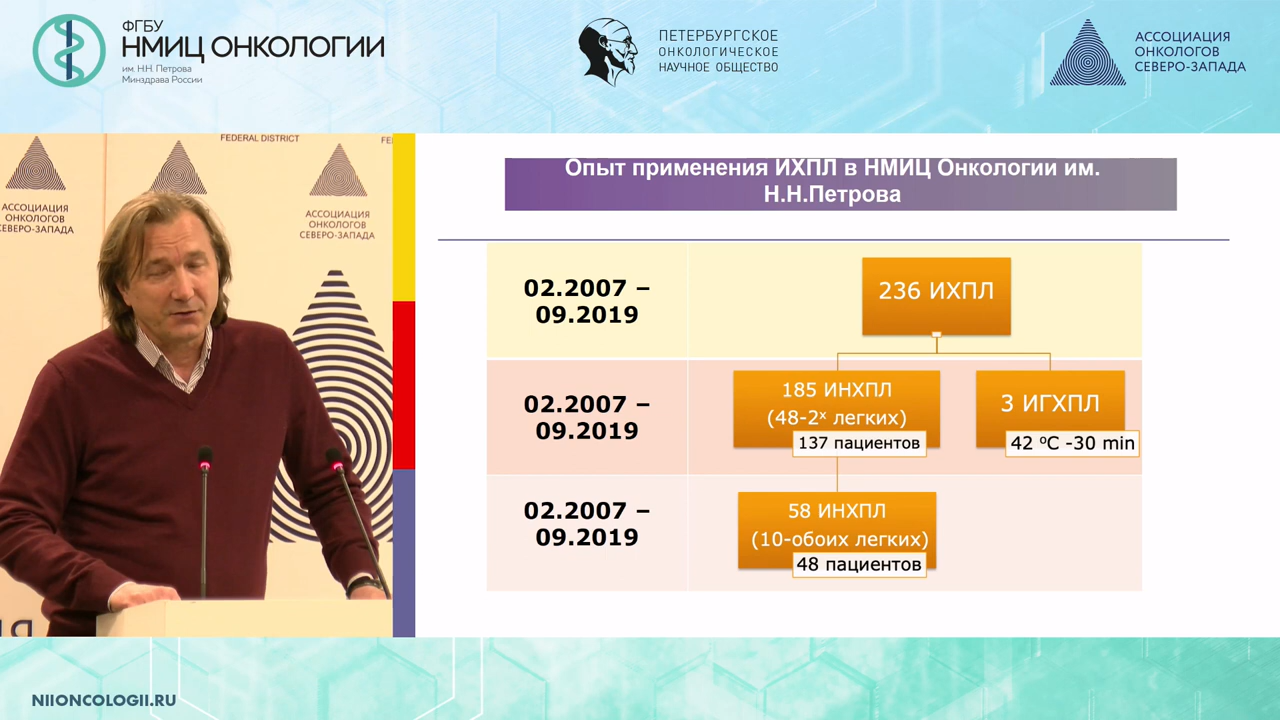 ФГБУ
НМИЦ ОНКОЛОГИИ
им. Н.Н. Петрова
Минздрава России
ПЕТЕРБУРГСКОЕ
ОНКОЛОГИЧЕСКОЕ
НАУЧНОЕ ОБЩЕСТВО
АССОЦИАЦИЯ
ОНКОЛОГОВ
СЕВЕРО-ЗАПАДА
FEDERAL DISTRICT
FE
АССОЦИАЦИЯ
ОНКОЛОГОВ
СЕВЕРО-ЗАПАДА
АССОЦИАЦИЯ
ОНКОЛОГОВ
СЕВЕРО-ЗАПАДА
Опыт применения ИХПЛ в НМИЦ Онкологии им.
Н.Н.Петрова
02.2007 –
09.2019
236 ИХПЛ
02.2007 –
09.2019
185 ИНХПЛ
(48-2х легких)
137 пациентов
3 ИГХПЛ
42 ºC -30 min
02.2007 –
09.2019
58 ИНХПЛ
(10-обоих легких)
48 пациентов
NIIONCOLOGII.RU